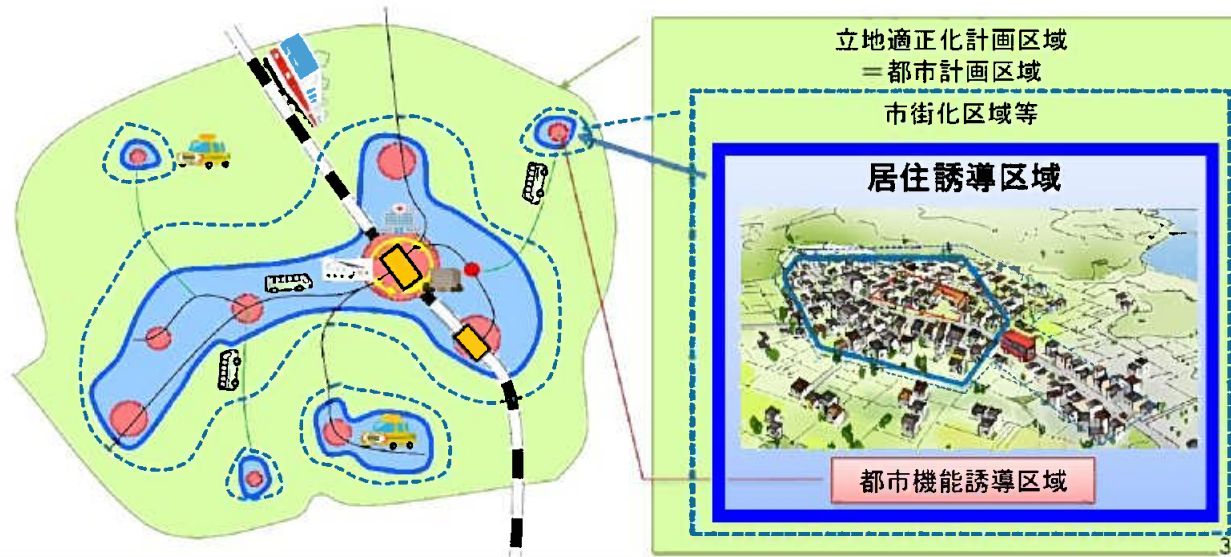 立地適正化計画区域
＝都市計画区域
市街化区域等
居住誘導区域
都市機能誘導区域
3